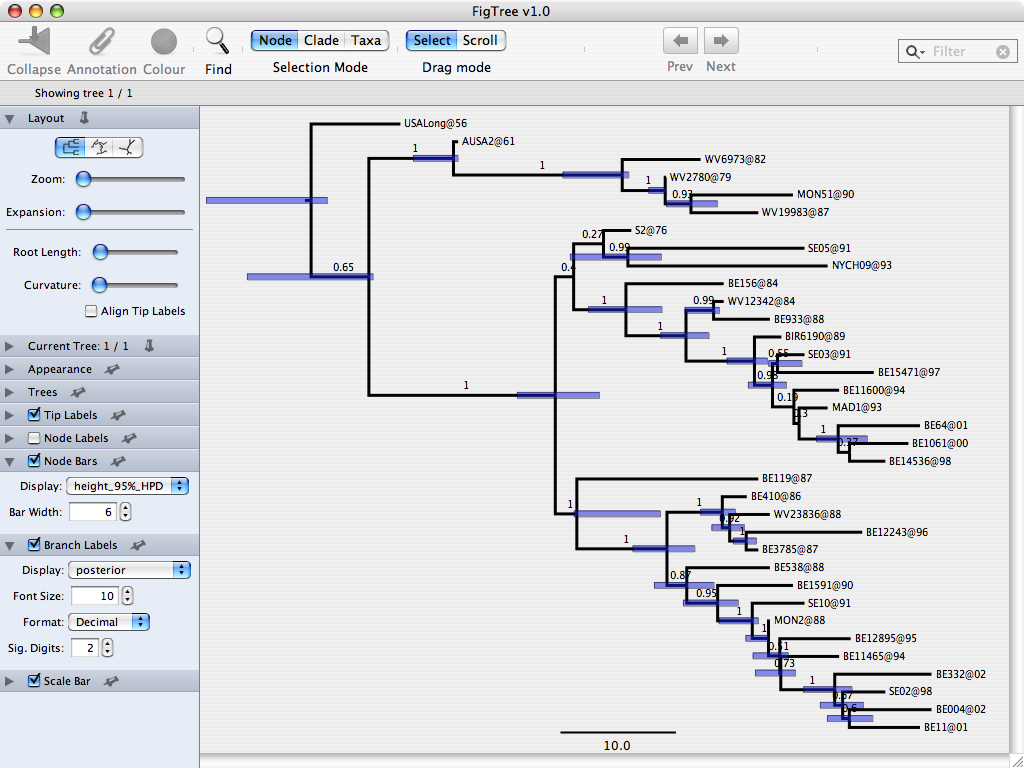 FigTree v1.0
Collapse Annotation Colour Find
Node Clade Taxa
Selection Mode
Select Scroll
Drag mode
Prev Next
Filter
Showing tree 1 / 1
Layout
Zoom:
Expansion:
Root Length:
Curvature:
Align Tip Labels
Current Tree: 1 / 1
Appearance
Trees
Tip Labels
Node Labels
Node Bars
Display: height_95%_HPD
Bar Width: 6
Branch Labels
Display: posterior
Font Size: 10
Format: Decimal
Sig. Digits: 2
Scale Bar
USALong@56
1 AUSA2@61
1 WV6973@82
1 WV2780@79
0.93 MON51@90
WV19983@87
0.27 S2@76
0.99 SE05@91
0.65 0.4 NYCH09@93
BE156@84
1 0.99 WV12342@84
1 BE933@88
BIR6190@89
1 0.55 SE03@91
0.98 BE15471@97
1 0.19 BE11600@94
0.3 MAD1@93
1 BE64@01
0.37 BE1061@00
BE14536@98
BE119@87
1 1 BE410@86
0.92 WV23836@88
BE12243@96
1 BE3785@87
0.87 BE538@88
0.95 BE1591@90
1 SE10@91
1 MON2@88
0.51 BE12895@95
0.73 BE11465@94
1 BE332@02
0.67 SE02@98
0.6 BE004@02
BE11@01
10.0